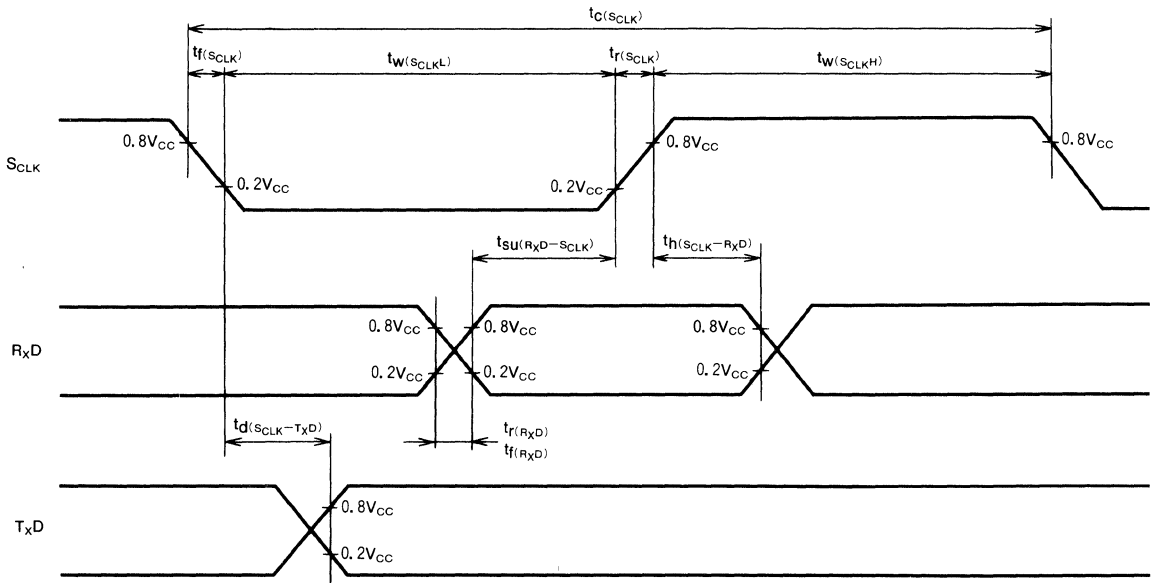 tc(SCLK)
tf(SCLK) tw(SCLKL) tr(SCLK) tw(SCLKH)
SCLK
0.8VCC 0.8VCC 0.8VCC
0.2VCC 0.2VCC
tsu(RXD−SCLK) th(SCLK−RXD)
RXD
0.8VCC 0.8VCC 0.8VCC
0.2VCC 0.2VCC 0.2VCC
td(SCLK−TXD) tr(RXD)
tf(RXD)
TXD
0.8VCC
0.2VCC